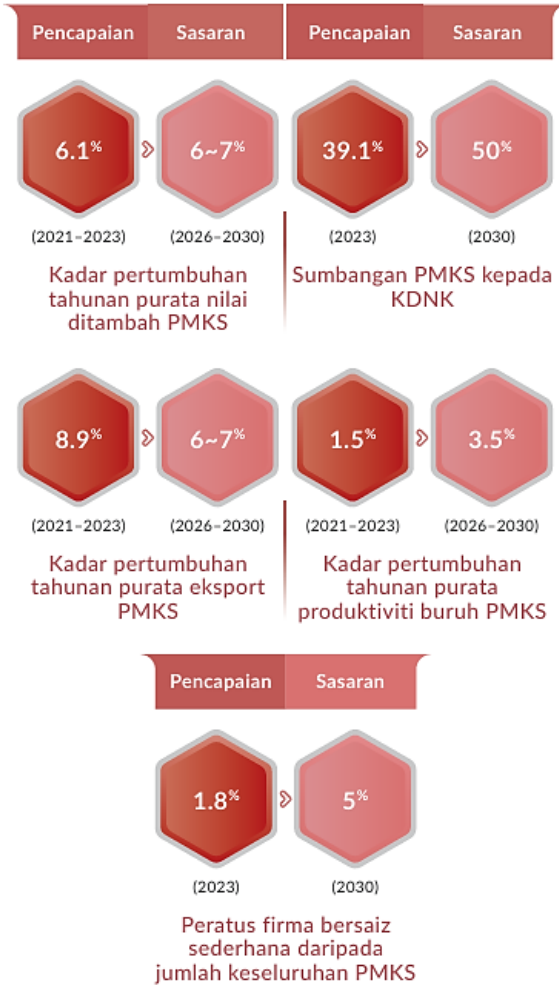 Pencapaian Sasaran Pencapaian Sasaran
6.1% 6~7% 39.1% 50%
(2021–2023) (2026–2030) (2023) (2030)
Kadar pertumbuhan
tahunan purata nilai
ditambah PMKS
Sumbangan PMKS kepada
KDNK
8.9% 6~7% 1.5% 3.5%
(2021–2023) (2026–2030) (2021–2023) (2026–2030)
Kadar pertumbuhan
tahunan purata eksport
PMKS
Kadar pertumbuhan
tahunan purata
produktiviti buruh PMKS
Pencapaian Sasaran
1.8% 5%
(2023) (2030)
Peratus firma bersaiz
sederhana daripada
jumlah keseluruhan PMKS